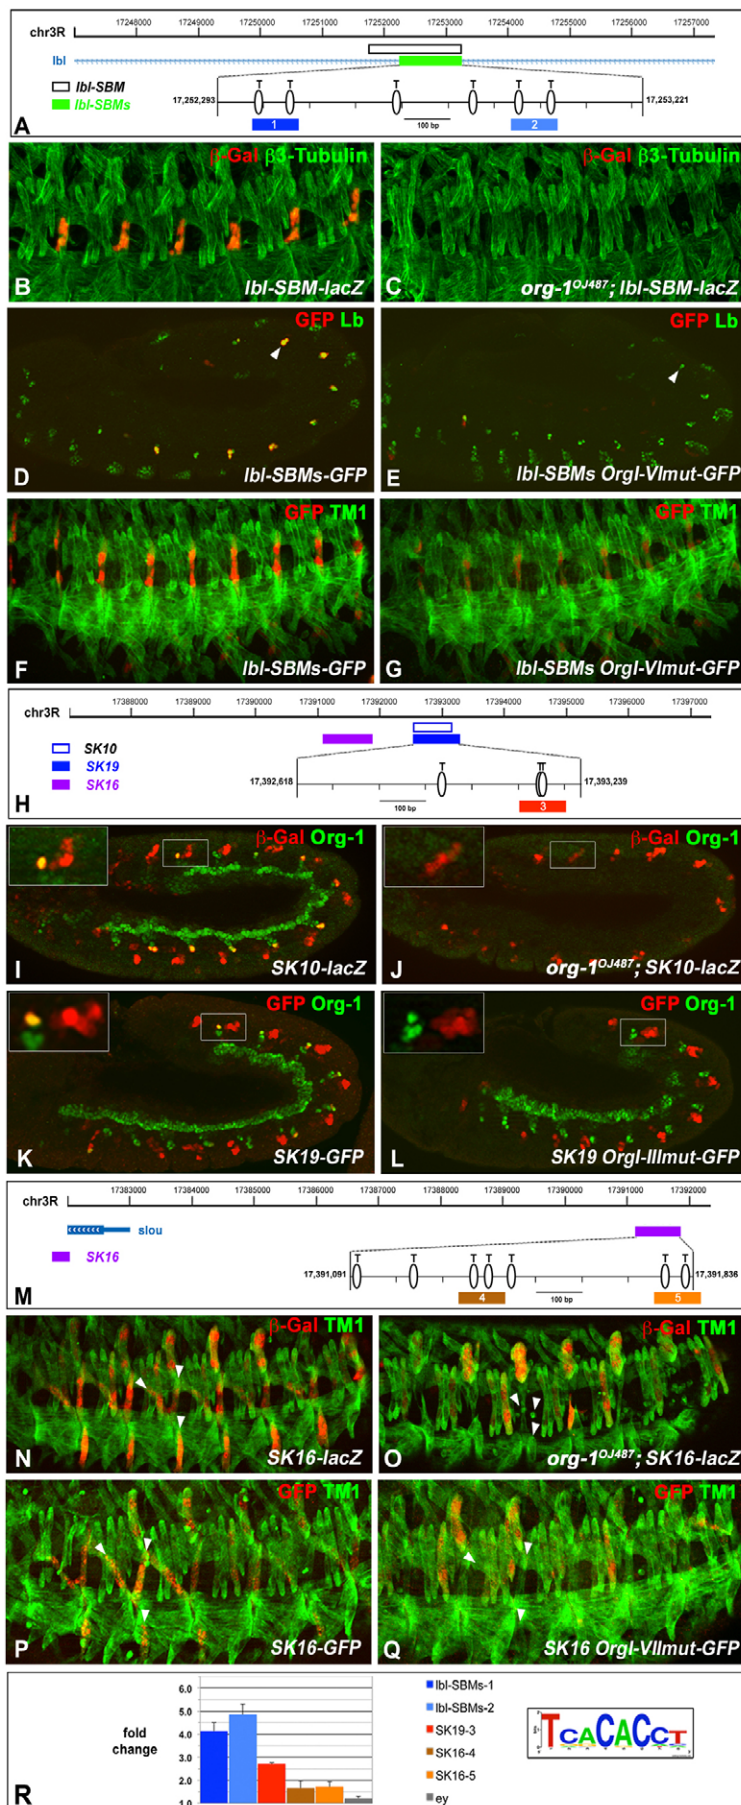 17248000 17249000 17250000 17251000 17252000 17253000 17254000 17255000 17256000 17257000
chr3R
lbl
lbl-SBM
lbl-SBMs
17,252,293
T T T T T T
17,253,221
1
100 bp
2
A
β-Gal β3-Tubulin
β-Gal β3-Tubulin
B
lbl-SBM-lacZ
C
org-1OJ487; lbl-SBM-lacZ
GFP Lb
GFP Lb
D
lbl-SBMs-GFP
E
lbl-SBMs OrgI-VImut-GFP
GFP TM1
GFP TM1
F
lbl-SBMs-GFP
G
lbl-SBMs OrgI-VImut-GFP
17388000 17389000 17390000 17391000 17392000 17393000 17394000 17395000 17396000 17397000
chr3R
SK10
SK19
SK16
17,392,618
T T T
17,393,239
100 bp
3
H
β-Gal Org-1
β-Gal Org-1
I
SK10-lacZ
J
org-1OJ487; SK10-lacZ
GFP Org-1
GFP Org-1
K
SK19-GFP
L
SK19 OrgI-IIImut-GFP
17383000 17384000 17385000 17386000 17387000 17388000 17389000 17390000 17391000 17392000
chr3R
slou
SK16
17,391,091
T T T T T T T
17,391,836
4
100 bp
5
M
β-Gal TM1
β-Gal TM1
N
SK16-lacZ
O
org-1OJ487; SK16-lacZ
GFP TM1
GFP TM1
P
SK16-GFP
Q
SK16 OrgI-VIImut-GFP
6.0
5.0
4.0
3.0
2.0
1.0
fold
change
lbl-SBMs-1
lbl-SBMs-2
SK19-3
SK16-4
SK16-5
ey
TCACACCT
R